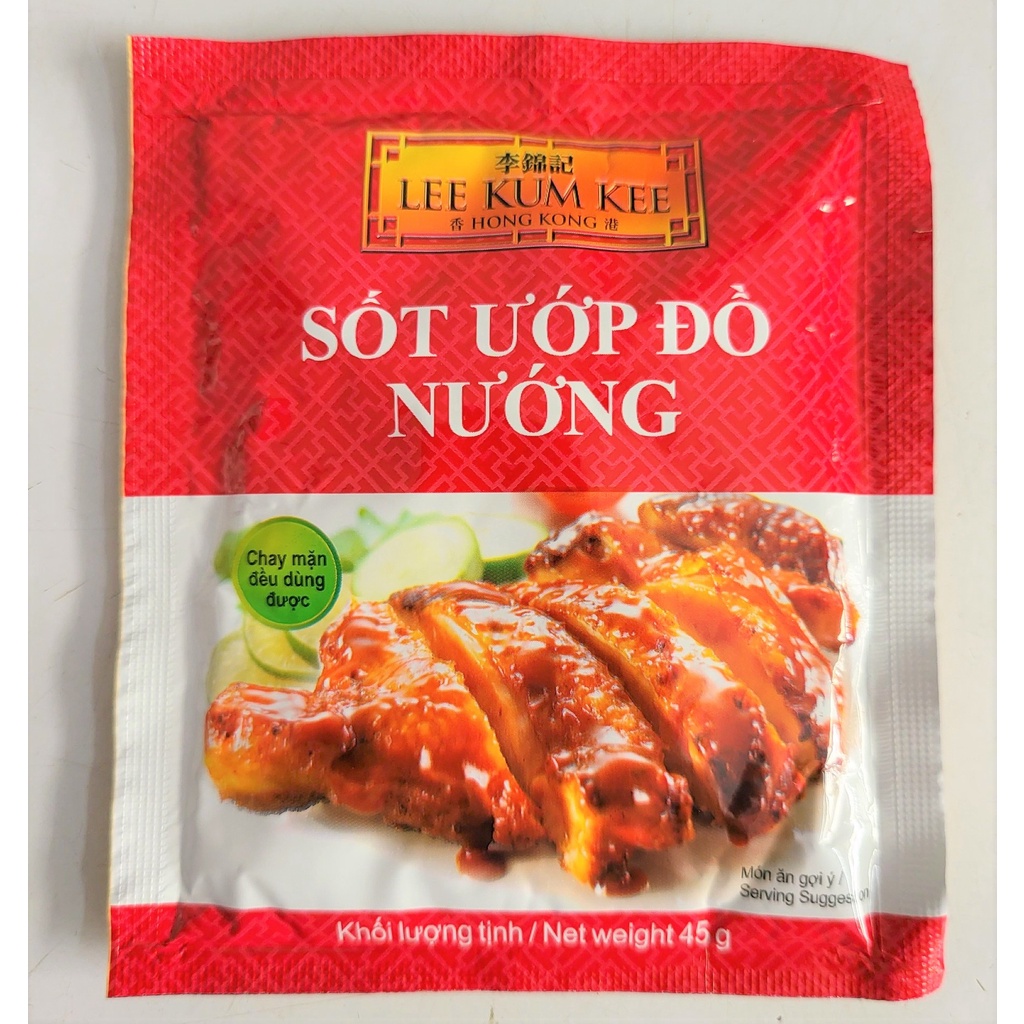 李錦記
LEE KUM KEE
香 HONG KONG 港
SỐT ƯỚP ĐỒ
NƯỚNG
Chay mặn
đều dùng
được
Món ăn gợi ý /
Serving Suggestion
Khối lượng tịnh / Net weight 45 g